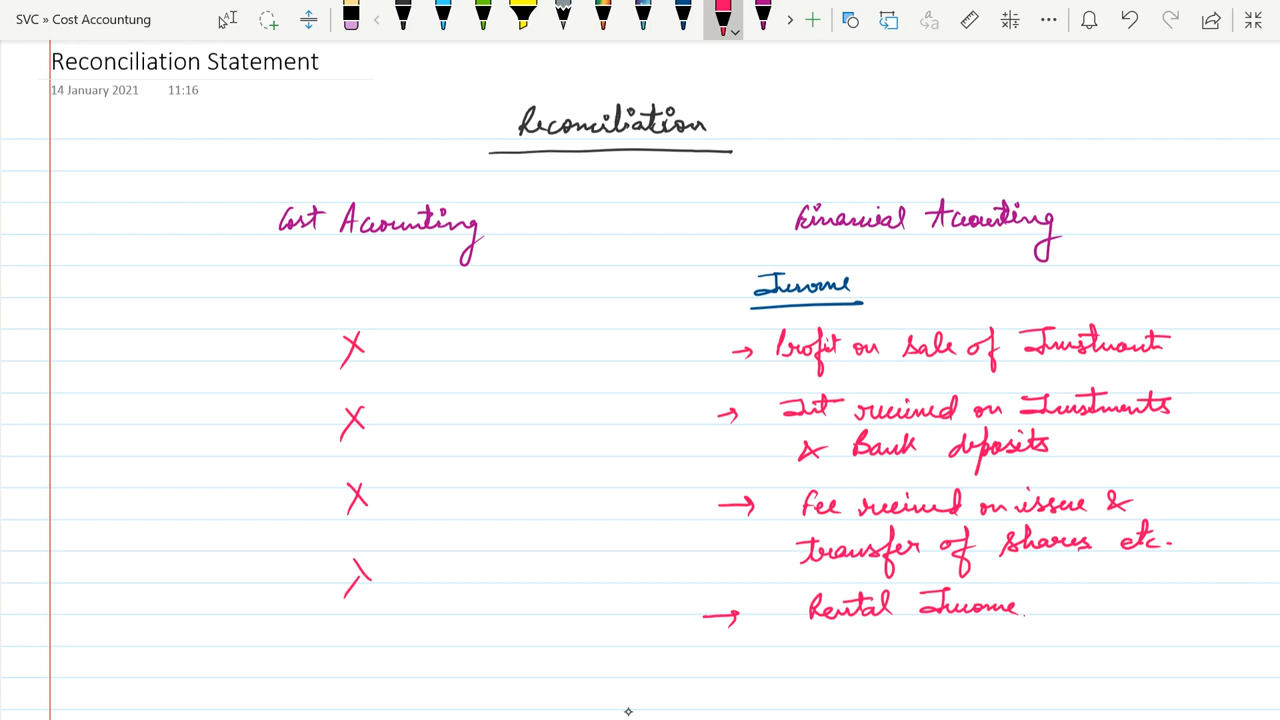 SVC » Cost Accountung
Reconciliation Statement
14 January 2021 11:16
Reconciliation
Cost Accounting Financial Accounting
Income
X → Profit on sale of Investment
X → Int received on Investments
& Bank deposits
X → Fee received on issue &
transfer of shares etc.
X → Rental Income.